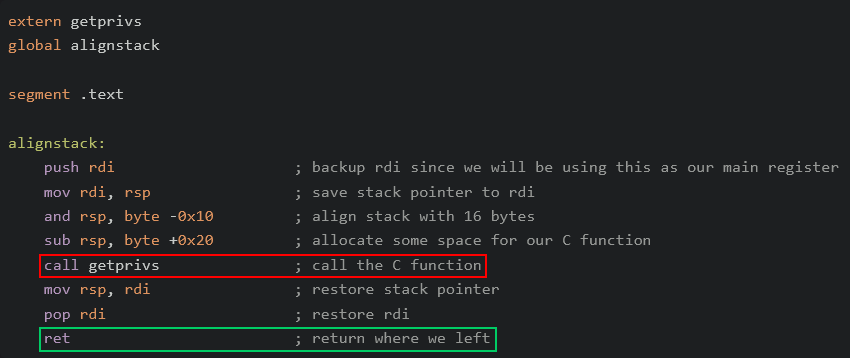 extern getprivs
global alignstack
segment .text
alignstack:
push rdi ; backup rdi since we will be using this as our main register
mov rdi, rsp ; save stack pointer to rdi
and rsp, byte -0x10 ; align stack with 16 bytes
sub rsp, byte +0x20 ; allocate some space for our C function
call getprivs ; call the C function
mov rsp, rdi ; restore stack pointer
pop rdi ; restore rdi
ret ; return where we left